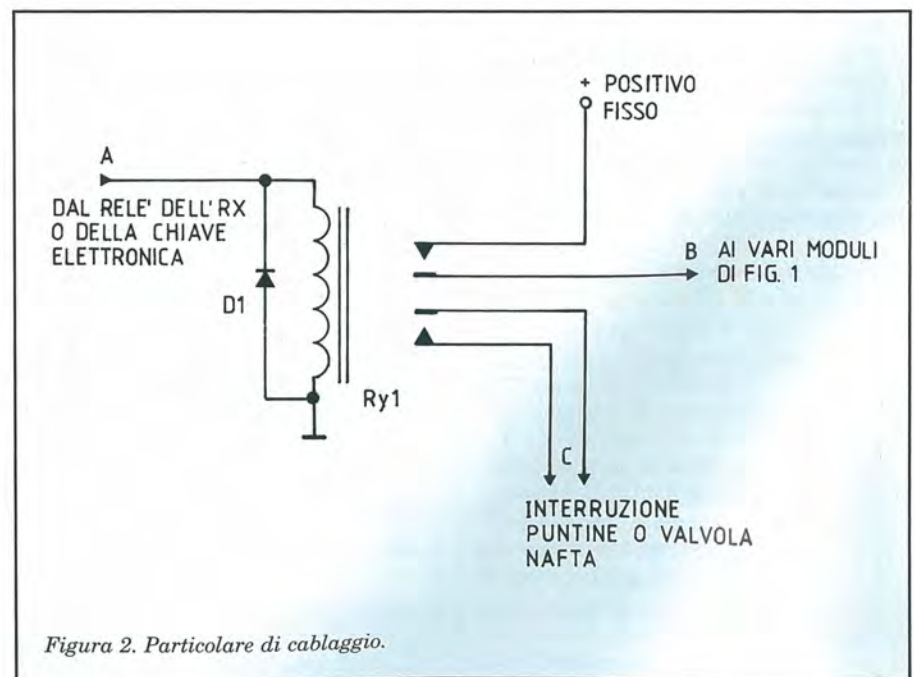 + POSITIVO
FISSO
A
DAL RELE' DELL'RX
O DELLA CHIAVE
ELETTRONICA
D1
Ry1
B AI VARI MODULI
DI FIG. 1
C
INTERRUZIONE
PUNTINE O VALVOLA
NAFTA
Figura 2. Particolare di cablaggio.